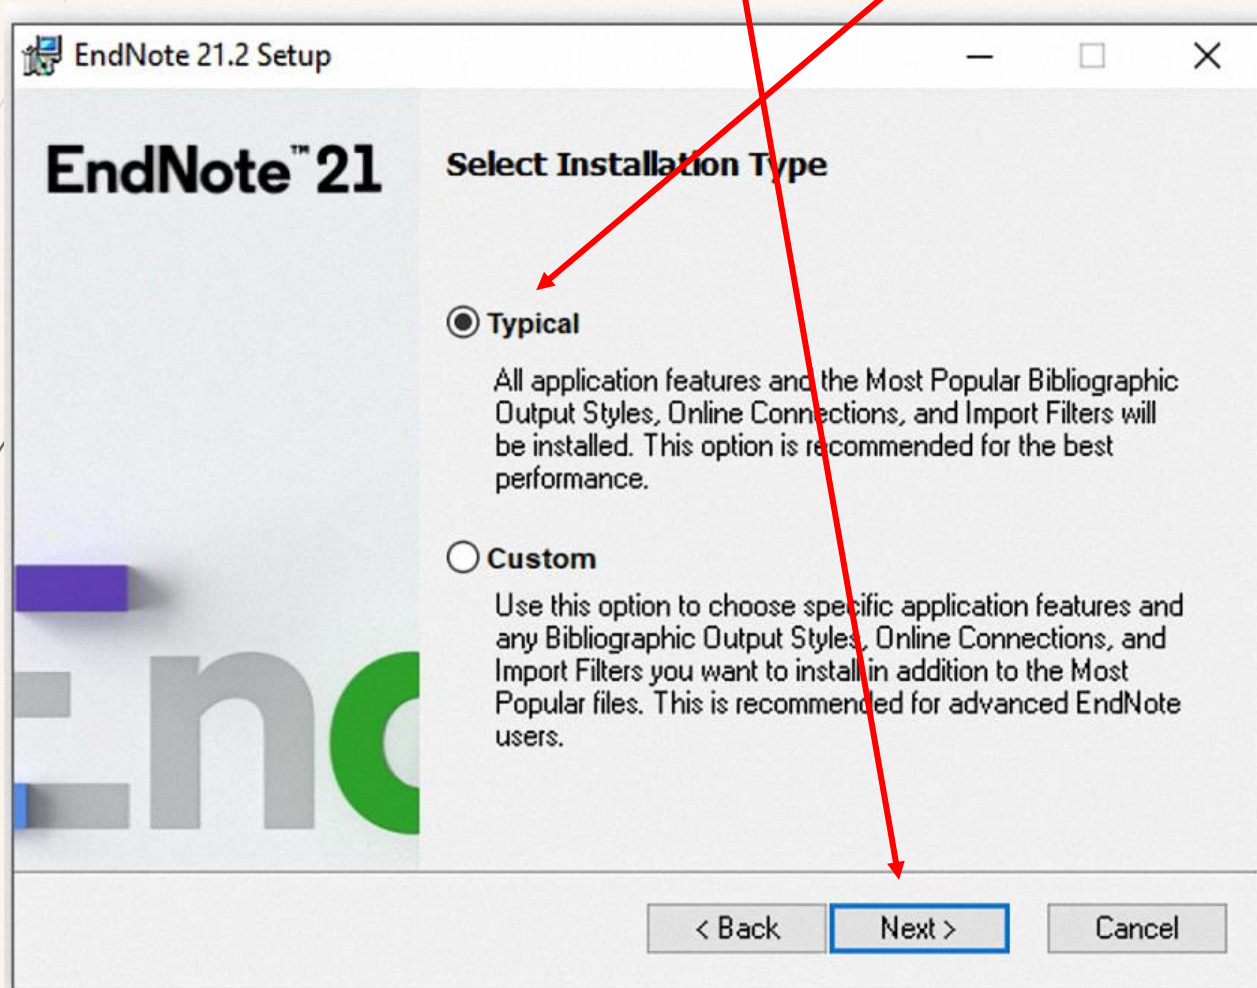 EndNote 21.2 Setup
EndNote™ 21
Select Installation Type
Typical
All application features and the Most Popular Bibliographic
Output Styles, Online Connections, and Import Filters will
be installed. This option is recommended for the best
performance.
Custom
Use this option to choose specific application features and
any Bibliographic Output Styles, Online Connections, and
Import Filters you want to install in addition to the Most
Popular files. This is recommended for advanced EndNote
users.
Enc
< Back
Next >
Cancel